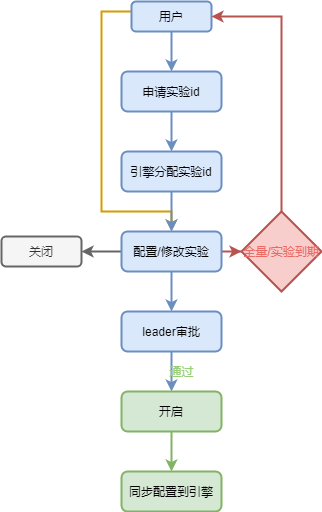 用户
申请实验id
引擎分配实验id
关闭
配置/修改实验
全量/实验到期
leader审批
通过
开启
同步配置到引擎